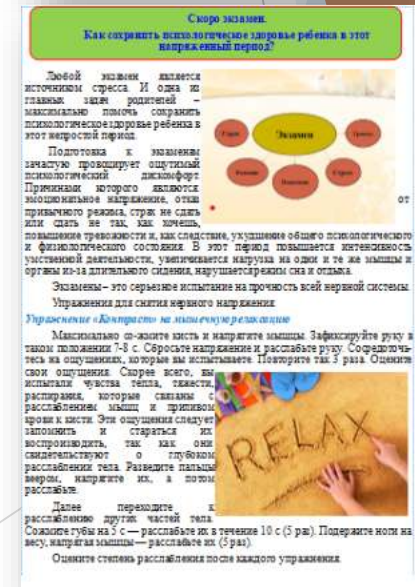 Скоро экзамен.
Как сохранить психологическое здоровье ребенка в этот
напряженный период?
Любой экзамен является
источником стресса. И одна из
главных задач родителей –
максимально помочь сохранить
психологическое здоровье ребенка в
этот непростой период.
Экзамен
Подготовка к экзаменам
зачастую провоцирует ощутимый
психологический дискомфорт.
Причинами которого являются
эмоциональное напряжение, отказ от
привычного режима, страх не сдать
или сдать не так, как хочешь,
повышение тревожности и, как следствие, ухудшение общего психологического
и физиологического состояния. В этот период повышается интенсивность
умственной деятельности, увеличивается нагрузка на одни и те же мышцы и
органы из-за длительного сидения, нарушается режим сна и отдыха.
Экзамены – это серьезное испытание на прочность всей нервной системы.
Упражнения для снятия нервного напряжения:
Упражнение «Контраст» на мышечную релаксацию
Максимально со-жмите кисть и напрягите мышцы. Зафиксируйте руку в
таком положении 7-8 с. Сбросьте напряжение и расслабьте руку. Сосредоточь-
тесь на ощущениях, которые вы испытываете. Повторите так 3 раза. Оцените
свои ощущения. Скорее всего, вы
испытали чувства тепла, тяжести,
распирания, которые связаны с
расслаблением мышц и приливом
крови к кисти. Эти ощущения следует
запомнить и стараться их
воспроизводить, так как они
свидетельствуют о глубоком
расслаблении тела. Разведите пальцы
веером, напрягите их, а потом
расслабьте.
RELAX
Далее переходите к
расслаблению других частей тела.
Сожмите губы на 5 с — расслабьте их в течение 10 с (5 раз). Подержите ноги на
весу, напрягая мышцы — расслабьте их (5 раз).
Оцените степень расслабления после каждого упражнения.